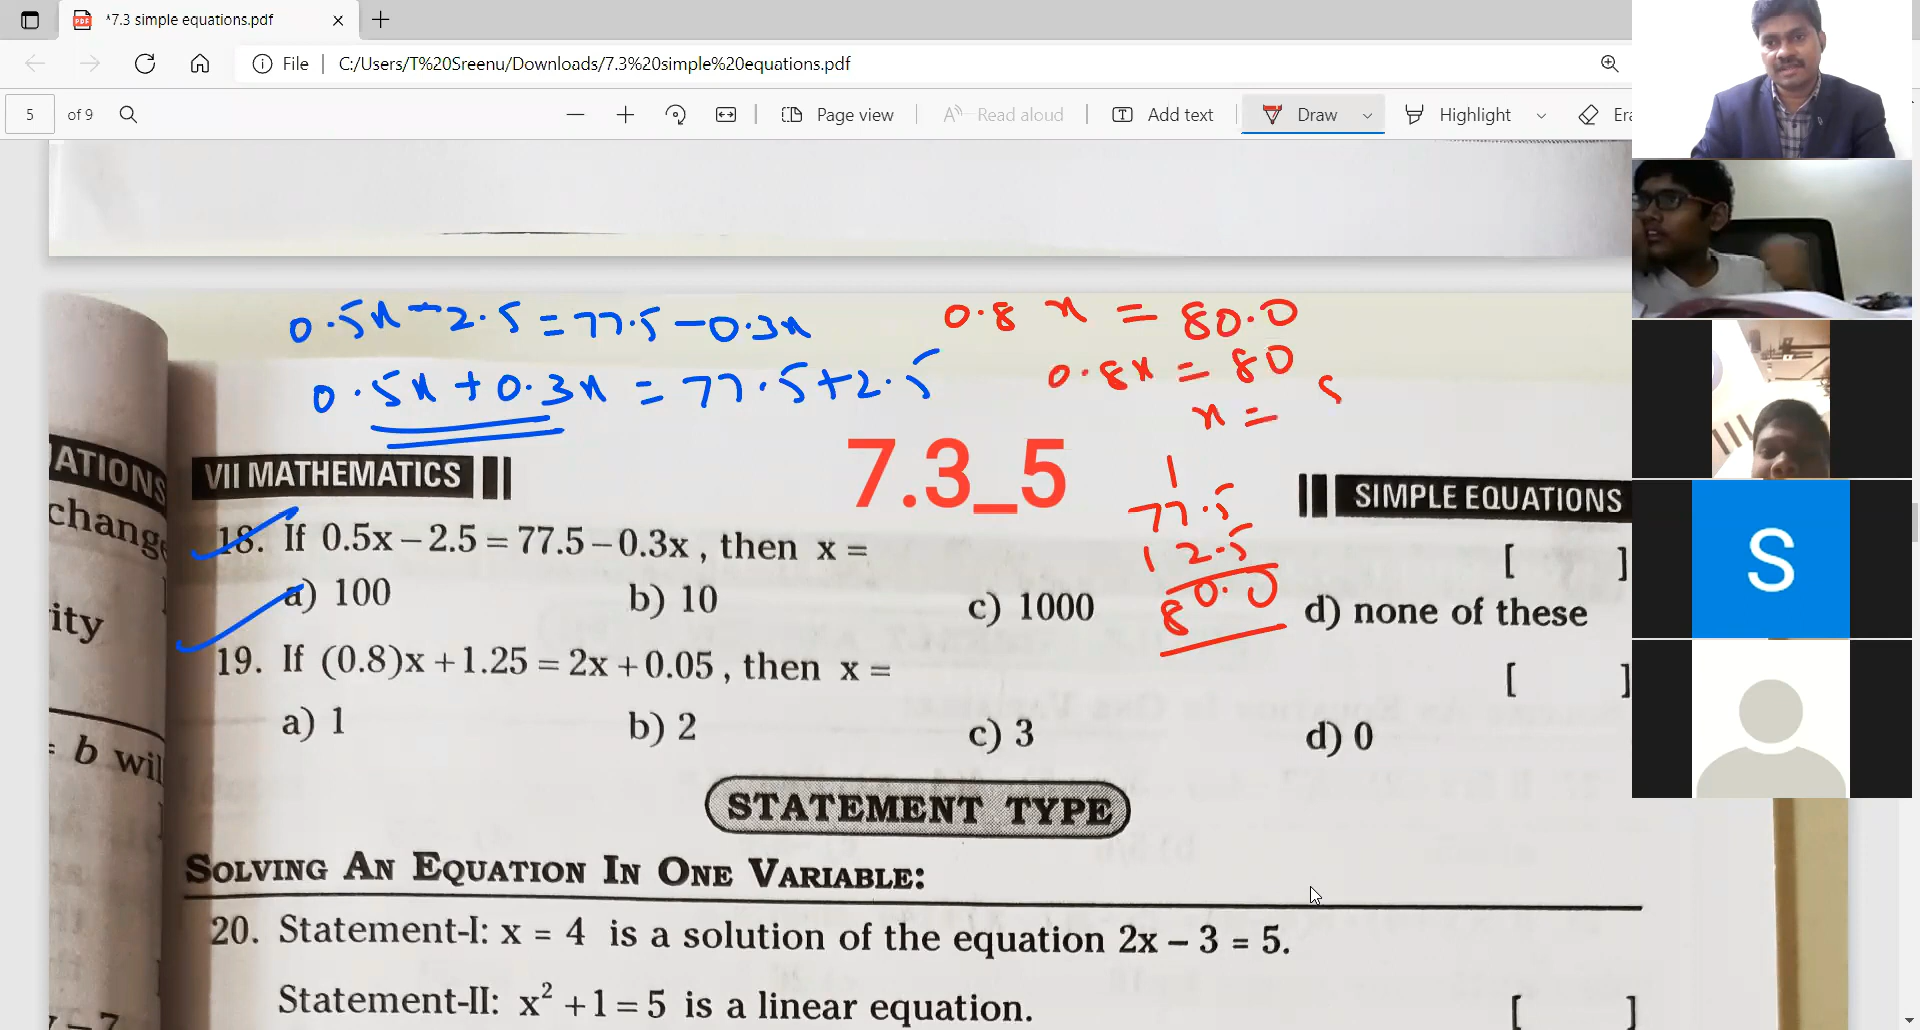 *7.3 simple equations.pdf
File | C:/Users/T%20Sreenu/Downloads/7.3%20simple%20equations.pdf
5 of 9 Page view Read aloud Add text Draw Highlight
0.5x - 2.5 = 77.5 - 0.3x
0.5x + 0.3x = 77.5 + 2.5
0.8 x = 80.0
0.8x = 80
x =
7.3_5
1
77.5
2.5
80.0
VII MATHEMATICS
SIMPLE EQUATIONS
18. If 0.5x – 2.5 = 77.5 – 0.3x , then x = [ ]
a) 100 b) 10 c) 1000 d) none of these
19. If (0.8)x + 1.25 = 2x + 0.05 , then x = [ ]
a) 1 b) 2 c) 3 d) 0
STATEMENT TYPE
SOLVING AN EQUATION IN ONE VARIABLE:
20. Statement-I: x = 4 is a solution of the equation 2x – 3 = 5.
Statement-II: x² + 1 = 5 is a linear equation. [ ]
ATIONS
change
ity
= b wil
S